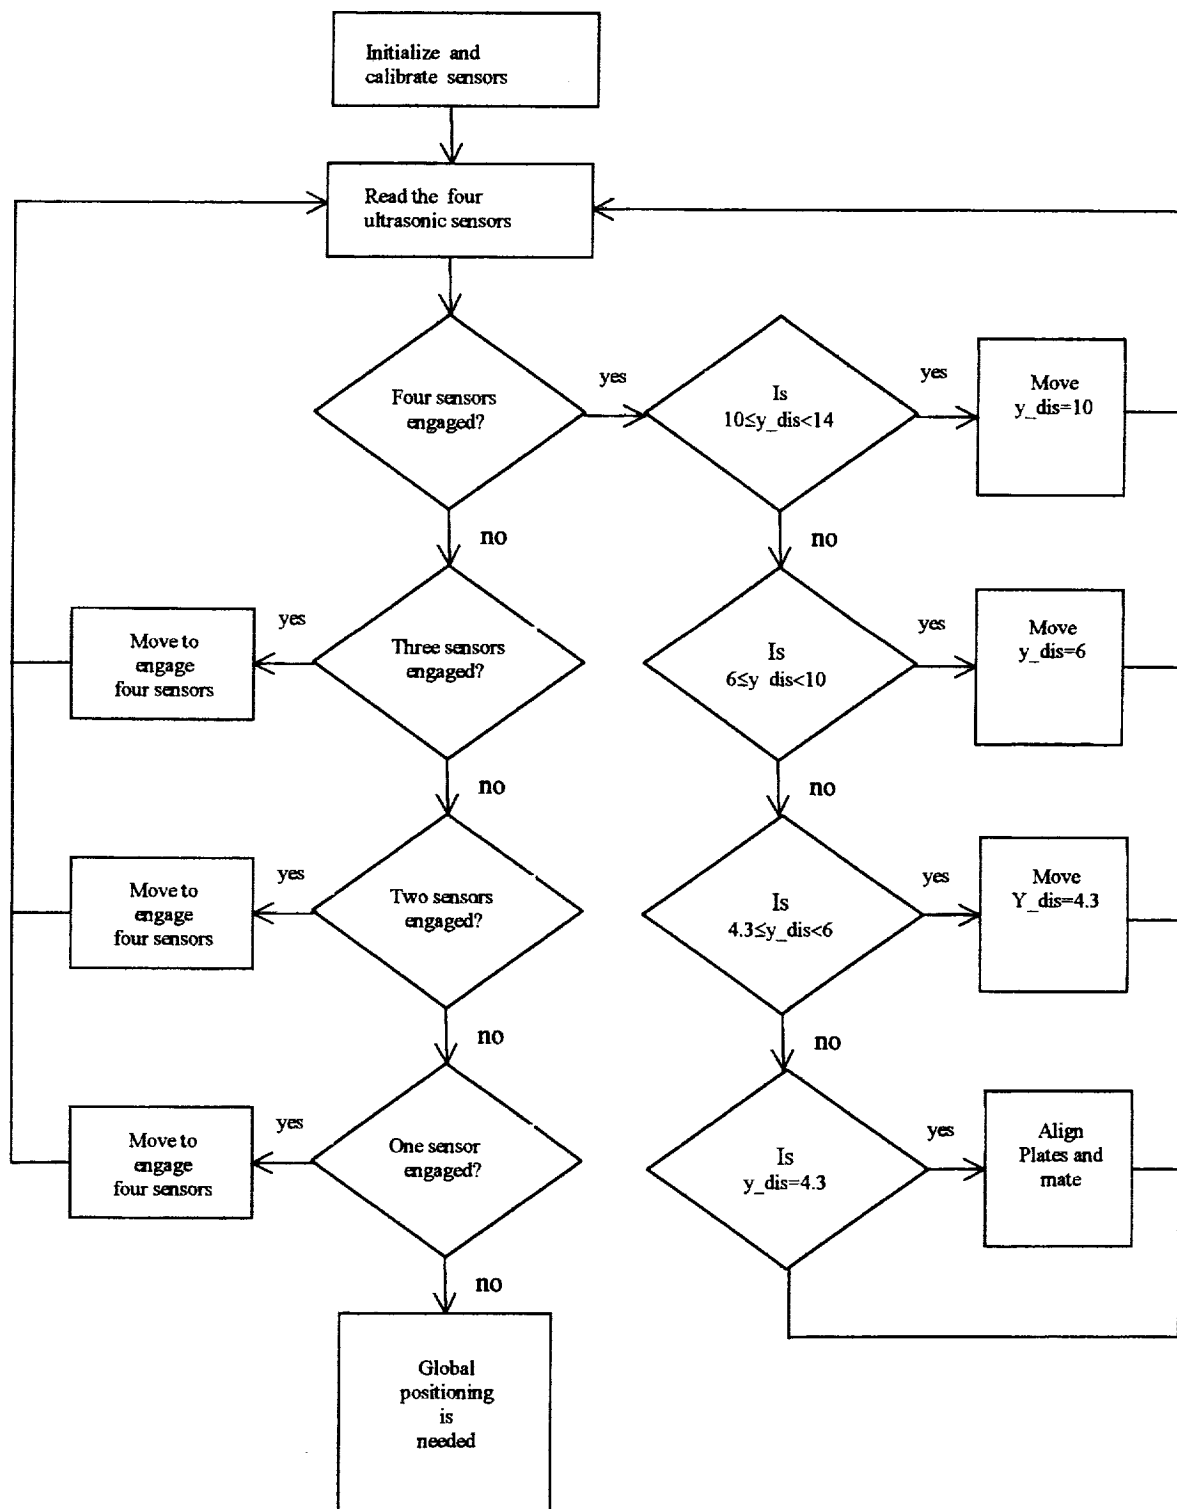 Initialize and
calibrate sensors
Read the four
ultrasonic sensors
Four sensors
engaged?
yes
Is
10≤y_dis<14
yes
Move
y_dis=10
no
no
Three sensors
engaged?
yes
Move to
engage
four sensors
Is
6≤y dis<10
yes
Move
y_dis=6
no
no
Two sensors
engaged?
yes
Move to
engage
four sensors
Is
4.3≤y_dis<6
yes
Move
Y_dis=4.3
no
no
One sensor
engaged?
yes
Move to
engage
four sensors
Is
y_dis=4.3
yes
Align
Plates and
mate
no
Global
positioning
is
needed